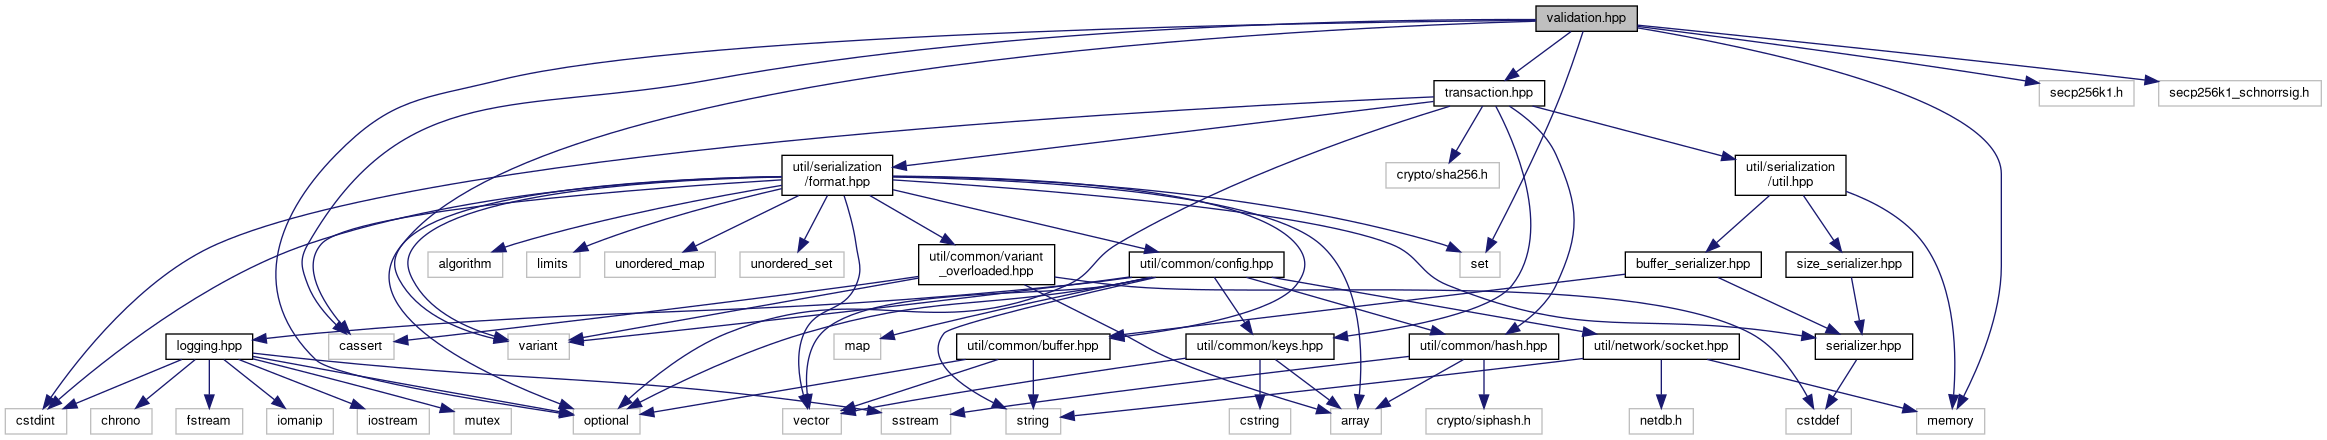 validation.hpp
transaction.hpp
secp256k1.h
secp256k1_schnorrsig.h
util/serialization
/format.hpp
crypto/sha256.h
util/serialization
/util.hpp
algorithm
limits
unordered_map
unordered_set
util/common/variant
_overloaded.hpp
util/common/config.hpp
set
buffer_serializer.hpp
size_serializer.hpp
logging.hpp
cassert
variant
map
util/common/buffer.hpp
util/common/keys.hpp
util/common/hash.hpp
util/network/socket.hpp
serializer.hpp
cstdint
chrono
fstream
iomanip
iostream
mutex
optional
vector
sstream
string
cstring
array
crypto/siphash.h
netdb.h
cstddef
memory